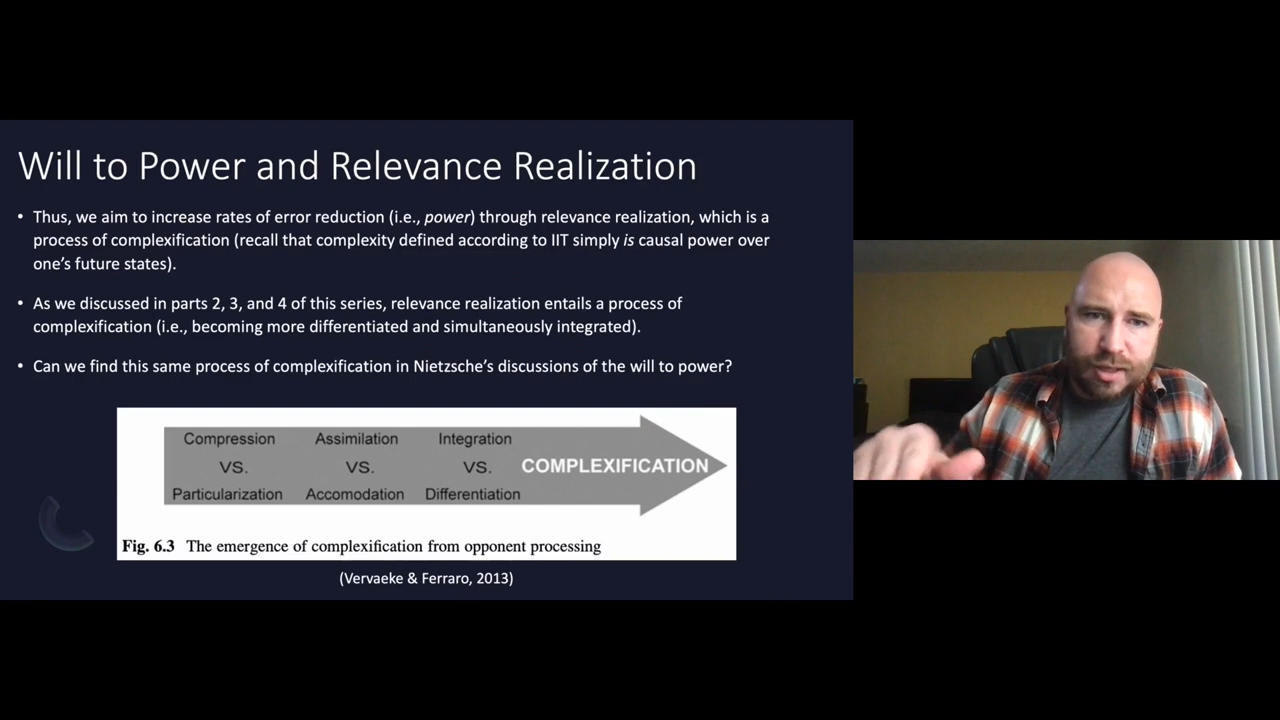 Will to Power and Relevance Realization
• Thus, we aim to increase rates of error reduction (i.e., power) through relevance realization, which is a
process of complexification (recall that complexity defined according to IIT simply is causal power over
one's future states).
• As we discussed in parts 2, 3, and 4 of this series, relevance realization entails a process of
complexification (i.e., becoming more differentiated and simultaneously integrated).
• Can we find this same process of complexification in Nietzsche's discussions of the will to power?
Compression Assimilation Integration
VS. VS. VS. COMPLEXIFICATION
Particularization Accomodation Differentiation
Fig. 6.3 The emergence of complexification from opponent processing
(Vervaeke & Ferraro, 2013)